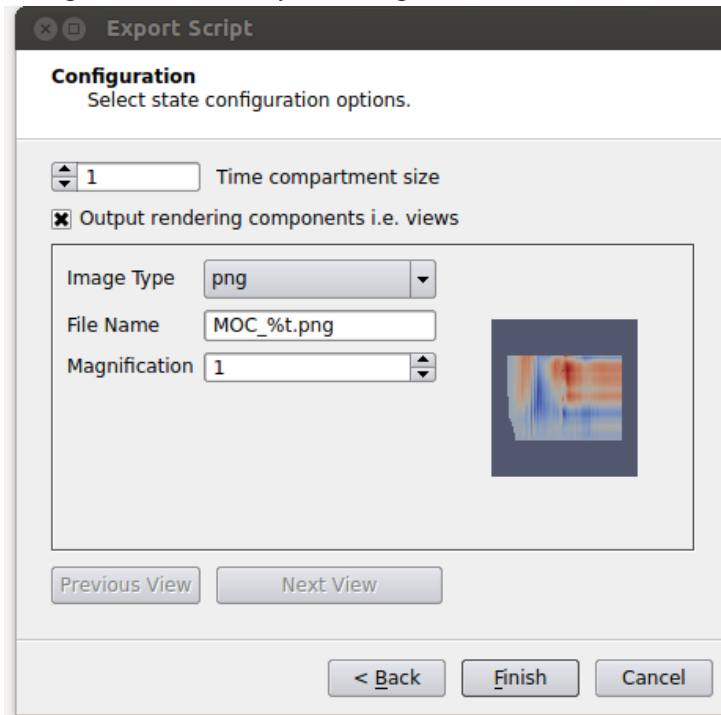 Export Script
Configuration
Select state configuration options.
1 Time compartment size
Output rendering components i.e. views
Image Type png
File Name MOC_%t.png
Magnification 1
Previous View Next View
< Back Finish Cancel